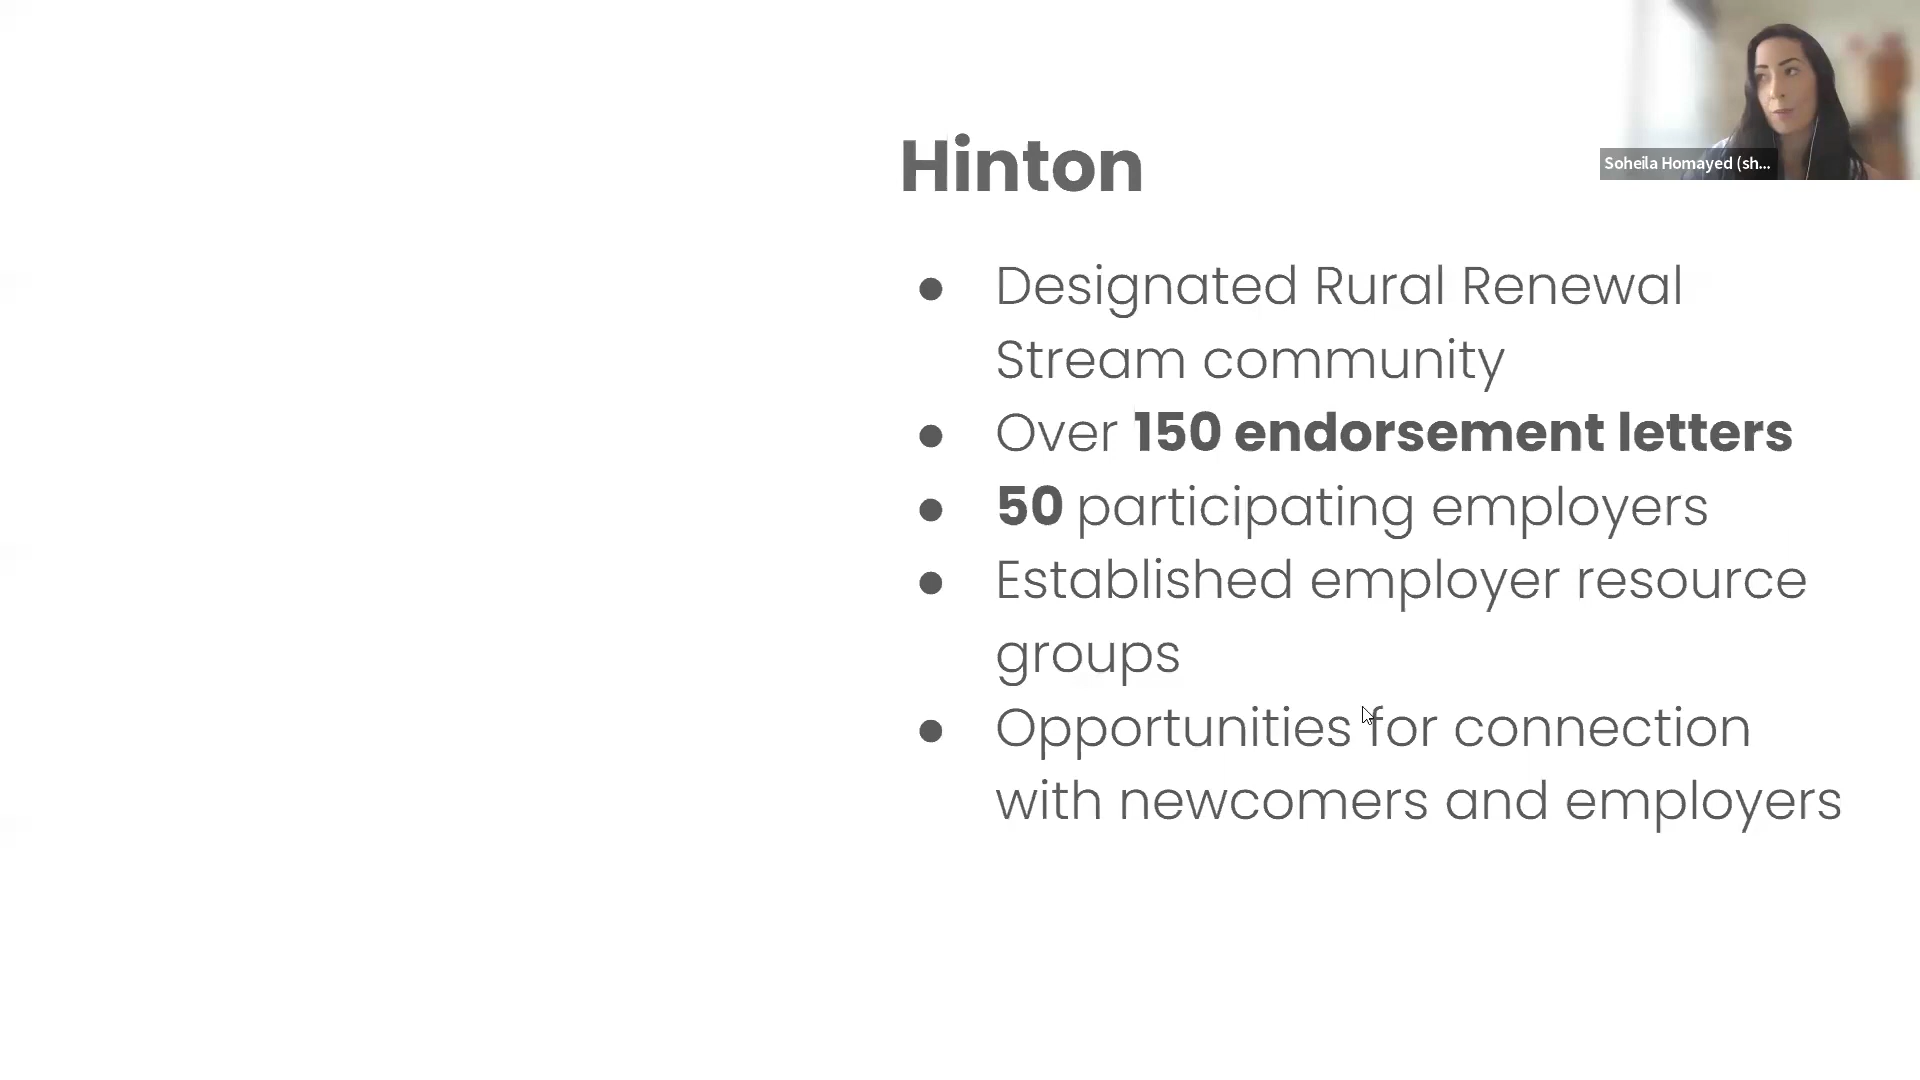 Soheila Homayed (sh...
Hinton
● Designated Rural Renewal
Stream community
● Over 150 endorsement letters
● 50 participating employers
● Established employer resource
groups
● Opportunities for connection
with newcomers and employers